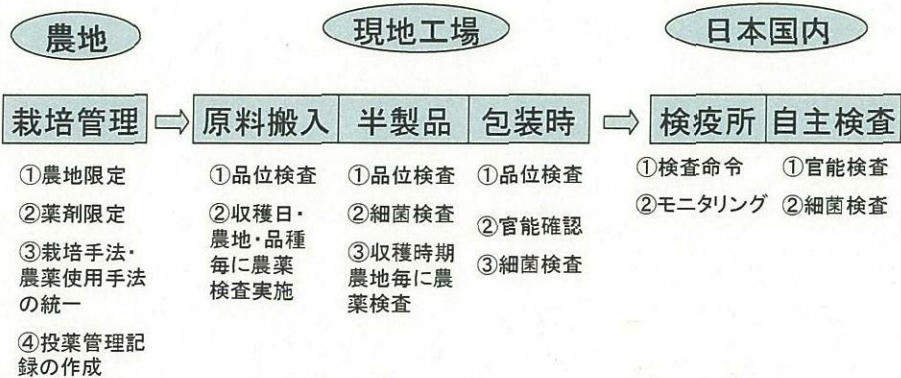 農地
現地工場
日本国内
栽培管理
原料搬入
半製品
包装時
検疫所
自主検査
①農地限定
②薬剤限定
③栽培手法・
農薬使用手法
の統一
④投薬管理記
録の作成
①品位検査
②収穫日・
農地・品種
毎に農薬
検査実施
①品位検査
②細菌検査
③収穫時期
農地毎に農
薬検査
①品位検査
②官能確認
③細菌検査
①検査命令
②モニタリング
①官能検査
②細菌検査